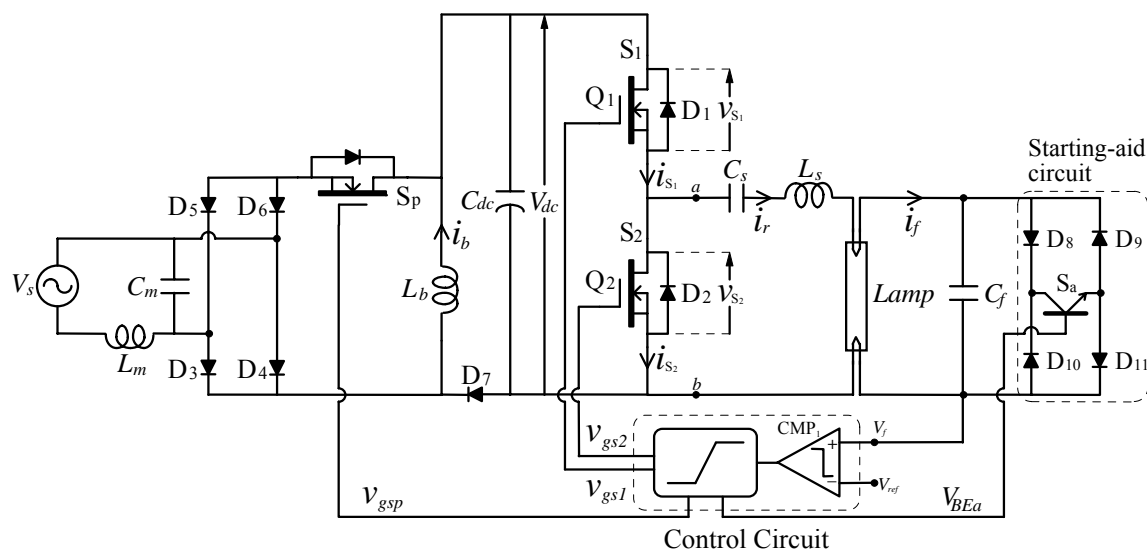 S1
Q1
D1
vS1
Starting-aid
circuit
D5
D6
Sp
Cdc
Vdc
iS1
a
Cs
Ls
ir
if
ib
S2
D8
D9
Vs
Cm
Lb
Q2
D2
vS2
Lamp
Cf
Sa
Lm
D3
D4
D7
iS2
b
D10
D11
vgs2
CMP1
+
Vf
vgs1
−
Vref
vgsp
VBEa
Control Circuit